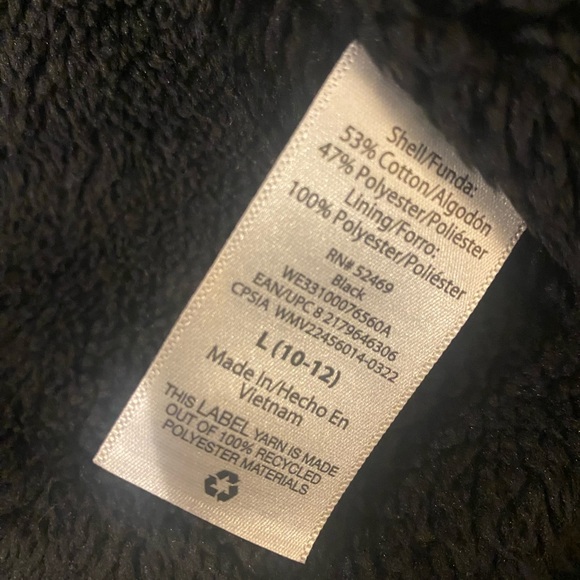 Shell/Funda:
53% Cotton/Algodón
47% Polyester/Poliéster
Lining/Forro:
100% Polyester/Poliéster
RN# 52469
Black
WE33100076560A
EAN/UPC 8 2179646306
CPSIA WMV22456014-0322
L (10-12)
Made In/Hecho En
Vietnam
THIS LABEL YARN IS MADE
OUT OF 100% RECYCLED
POLYESTER MATERIALS